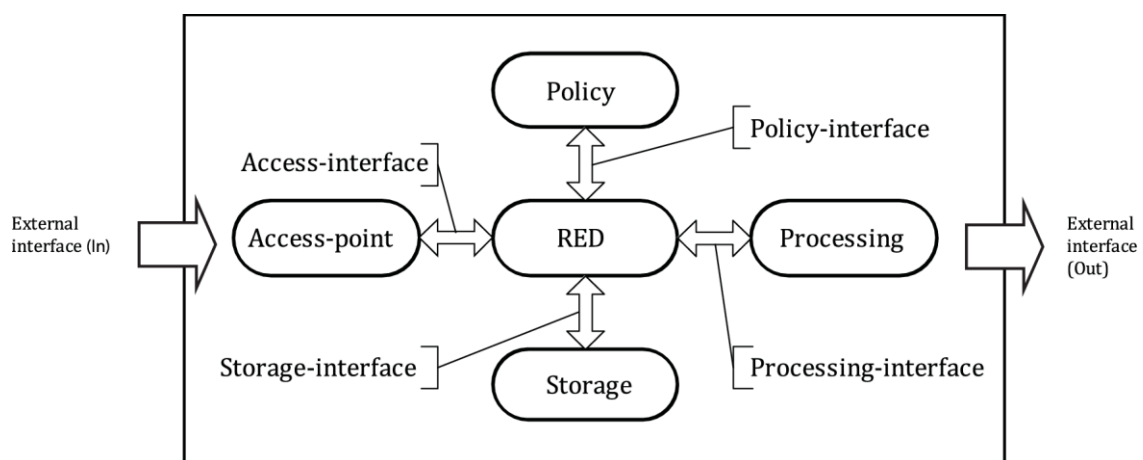 Policy
Policy-interface
Access-interface
External
interface (In)
Access-point
RED
Processing
External
interface
(Out)
Storage-interface
Storage
Processing-interface